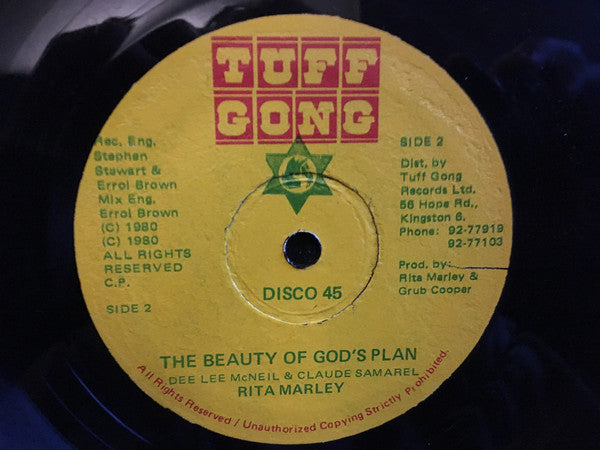 TUFF
GONG
Rec. Eng.
Stephen
Stewart &
Errol Brown
Mix Eng.
Errol Brown
(C) 1980
(C) 1980
ALL RIGHTS
RESERVED
C.P.
SIDE 2
SIDE 2
Dist. by
Tuff Gong
Records Ltd.
56 Hope Rd.,
Kingston 6.
Phone: 92-77919
92-77103
Prod. by:
Rita Marley &
Grub Cooper
DISCO 45
THE BEAUTY OF GOD'S PLAN
DEE LEE McNEIL & CLAUDE SAMAREL
RITA MARLEY
All Rights Reserved / Unauthorized Copying Strictly Prohibited.